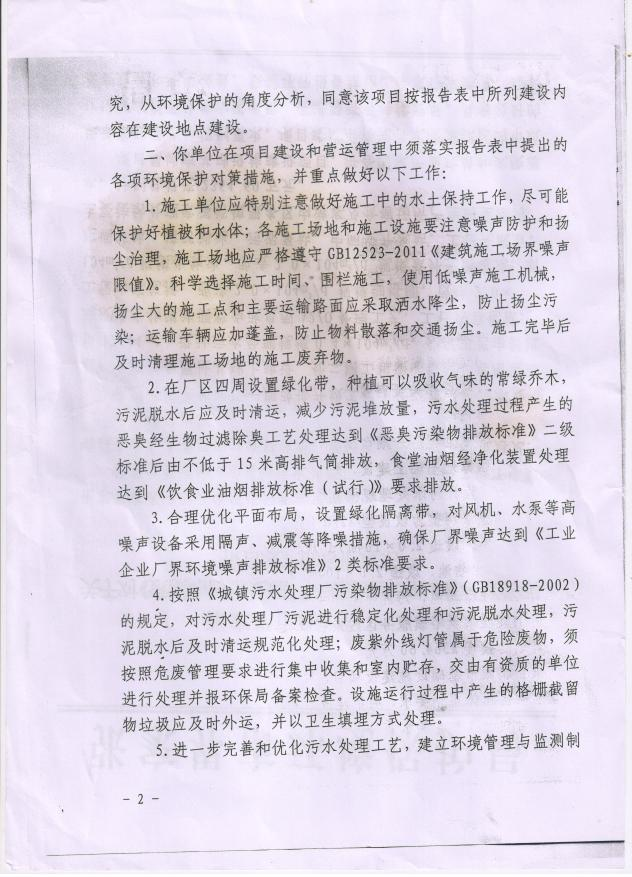 究，从环境保护的角度分析，同意该项目按报告表中所列建设内
容在建设地点建设。
二、你单位在项目建设和营运管理中须落实报告表中提出的
各项环境保护对策措施，并重点做好以下工作：
1.施工单位应特别注意做好施工中的水土保持工作，尽可能
保护好植被和水体；各施工场地和施工设施要注意噪声防护和扬
尘治理，施工场地应严格遵守 GB12523-2011《建筑施工场界噪声
限值》。科学选择施工时间、围栏施工，使用低噪声施工机械，
扬尘大的施工点和主要运输路面应采取洒水降尘，防止扬尘污
染；运输车辆应加蓬盖，防止物料散落和交通扬尘。施工完毕后
及时清理施工场地的施工废弃物。
2.在厂区四周设置绿化带，种植可以吸收气味的常绿乔木，
污泥脱水后应及时清运，减少污泥堆放量，污水处理过程产生的
恶臭经生物过滤除臭工艺处理达到《恶臭污染物排放标准》二级
标准后由不低于 15 米高排气筒排放，食堂油烟经净化装置处理
达到《饮食业油烟排放标准（试行）》要求排放。
3.合理优化平面布局，设置绿化隔离带，对风机、水泵等高
噪声设备采用隔声、减震等降噪措施，确保厂界噪声达到《工业
企业厂界环境噪声排放标准》2 类标准要求。
4.按照《城镇污水处理厂污染物排放标准》（GB18918-2002）
的规定，对污水处理厂污泥进行稳定化处理和污泥脱水处理，污
泥脱水后及时清运规范化处理；废紫外线灯管属于危险废物，须
按照危废管理要求进行集中收集和室内贮存，交由有资质的单位
进行处理并报环保局备案检查。设施运行过程中产生的格栅截留
物垃圾应及时外运，并以卫生填埋方式处理。
5.进一步完善和优化污水处理工艺，建立环境管理与监测制
- 2 -